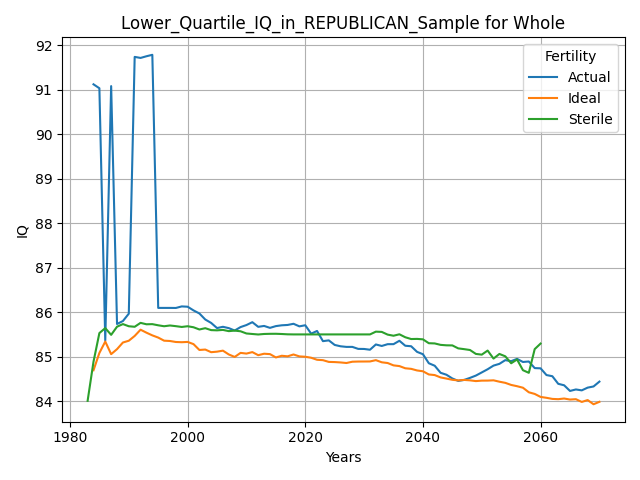 Lower_Quartile_IQ_in_REPUBLICAN_Sample for Whole
92
91
90
89
88
87
86
85
84
IQ
Fertility
Actual
Ideal
Sterile
1980
2000
2020
2040
2060
Years